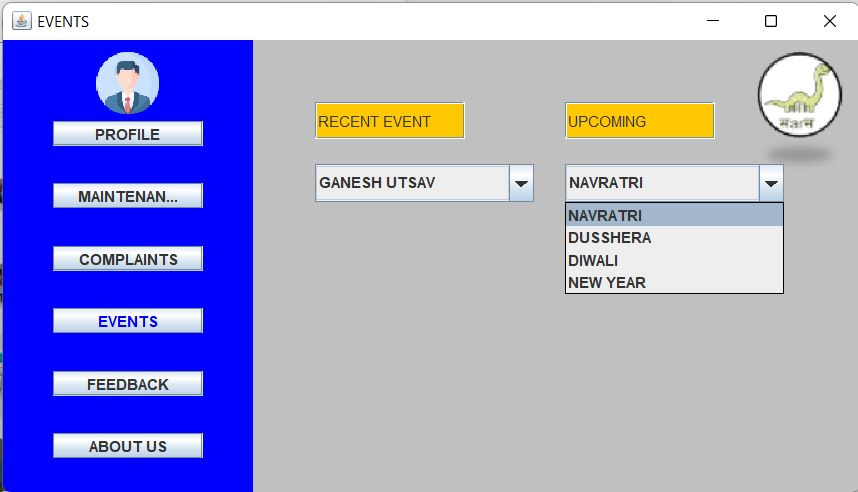 EVENTS
PROFILE
MAINTENAN...
COMPLAINTS
EVENTS
FEEDBACK
ABOUT US
RECENT EVENT
UPCOMING
GANESH UTSAV
NAVRATRI
NAVRATRI
DUSSHERA
DIWALI
NEW YEAR